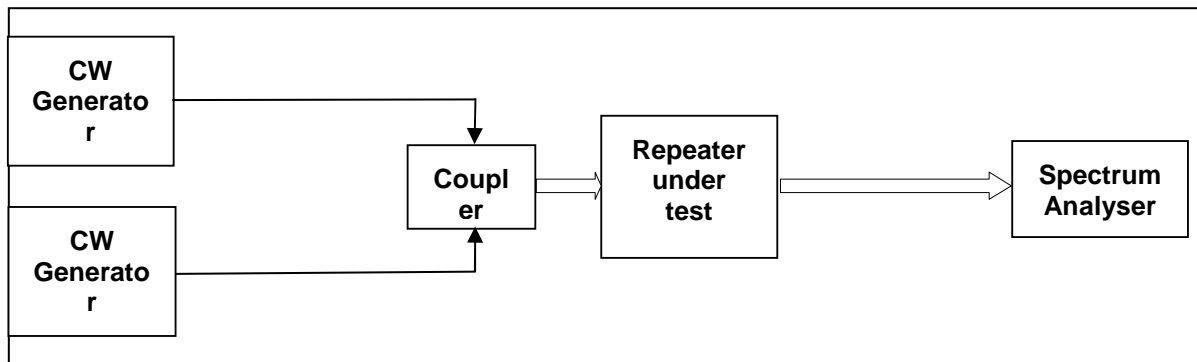 CW
Generato
r
CW
Generato
r
Coupl
er
Repeater
under
test
Spectrum
Analyser